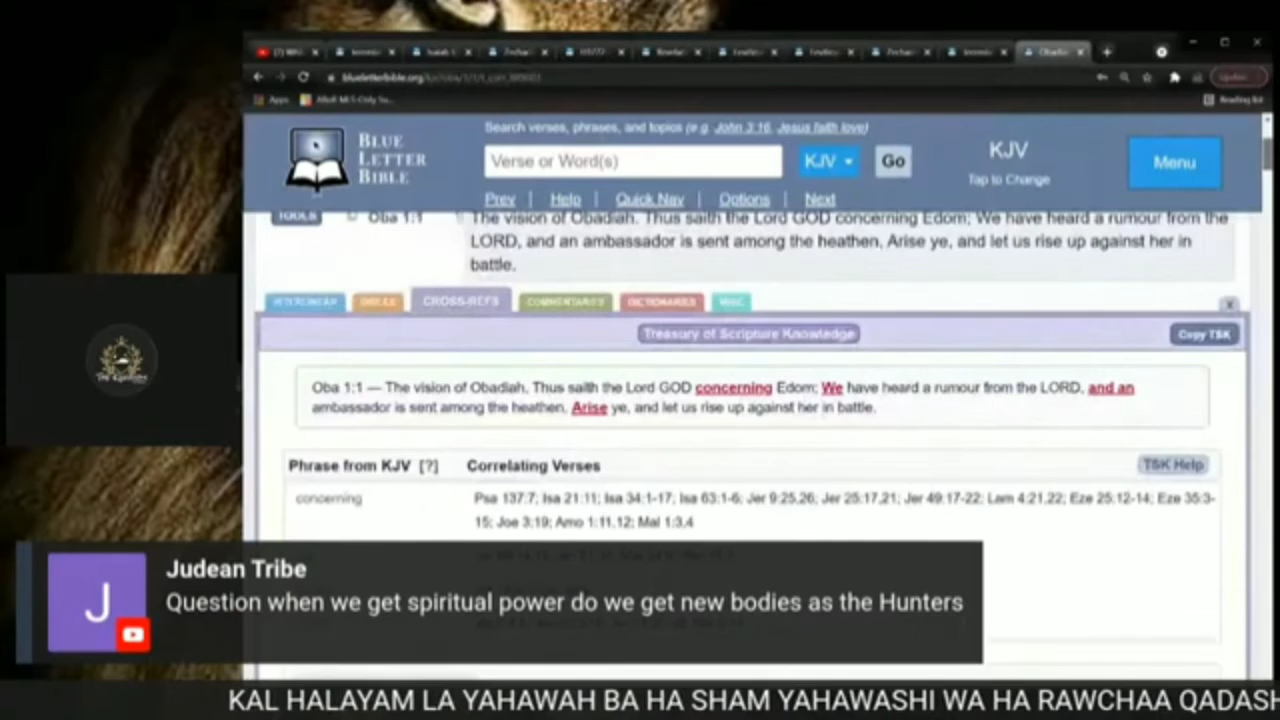 Search verses, phrases, and topics (e.g. John 3:16, Jesus faith love)
BLUE
LETTER
BIBLE
Verse or Word(s)
KJV
Go
KJV
Tap to Change
Menu
Prev | Help | Quick Nav | Options | Next
TOOLS
Oba 1:1
The vision of Obadiah. Thus saith the Lord GOD concerning Edom; We have heard a rumour from the
LORD, and an ambassador is sent among the heathen, Arise ye, and let us rise up against her in
battle.
INTERLINEAR
BIBLES
CROSS-REFS
COMMENTARIES
DICTIONARIES
MISC
Treasury of Scripture Knowledge
Copy TSK
Oba 1:1 — The vision of Obadiah. Thus saith the Lord GOD concerning Edom; We have heard a rumour from the LORD, and an
ambassador is sent among the heathen, Arise ye, and let us rise up against her in battle.
Phrase from KJV [?]
Correlating Verses
TSK Help
concerning
Psa 137:7; Isa 21:11; Isa 34:1-17; Isa 63:1-6; Jer 9:25,26; Jer 25:17,21; Jer 49:17-22; Lam 4:21,22; Eze 25:12-14; Eze 35:3-
15; Joe 3:19; Amo 1:11,12; Mal 1:3,4
J
Judean Tribe
Question when we get spiritual power do we get new bodies as the Hunters
KAL HALAYAM LA YAHAWAH BA HA SHAM YAHAWASHI WA HA RAWCHAA QADASH